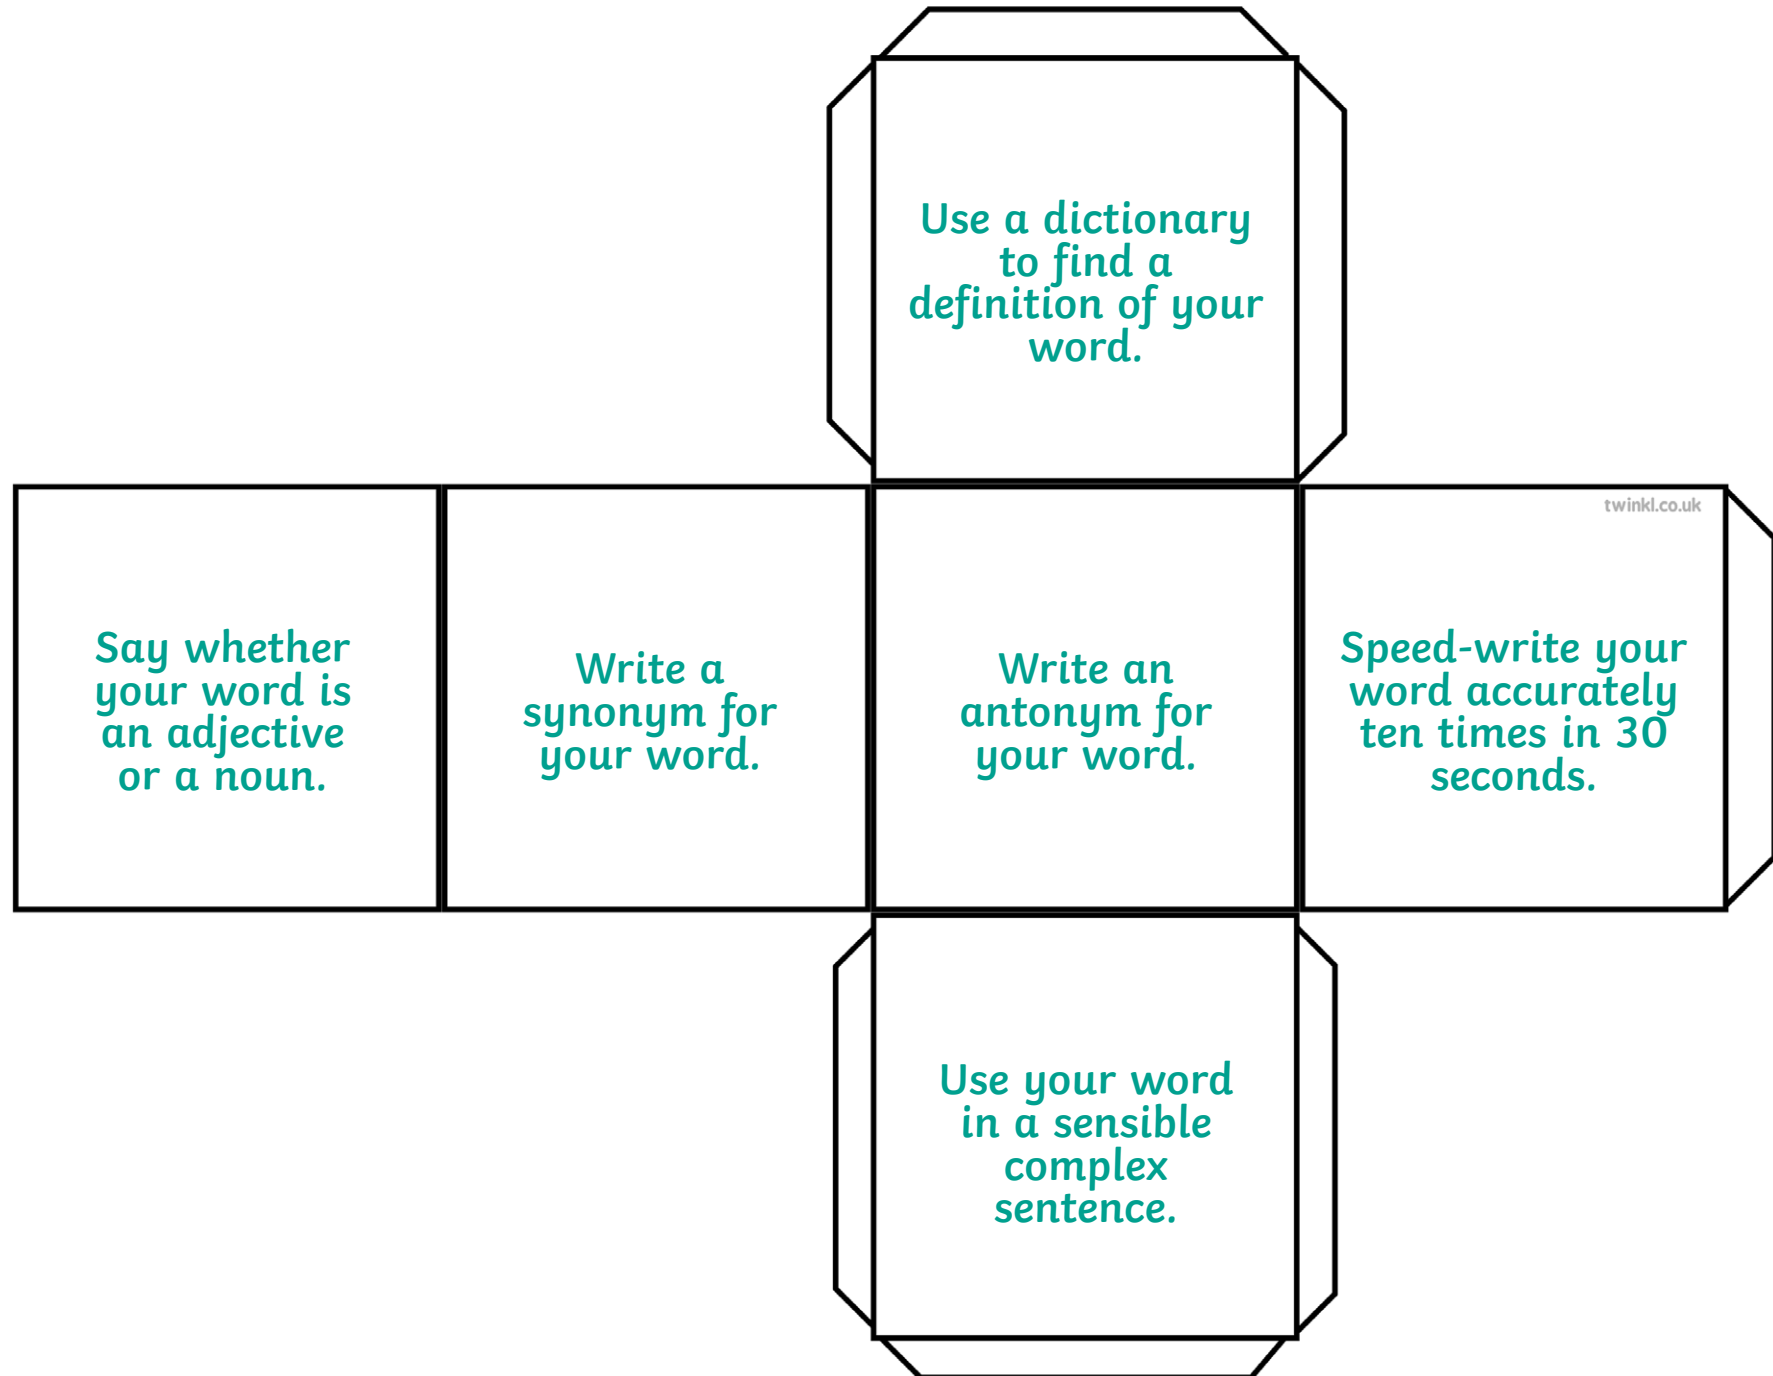 Use a dictionary
to find a
definition of your
word.
twinkl.co.uk
Say whether
your word is
an adjective
or a noun.
Write a
synonym for
your word.
Write an
antonym for
your word.
Speed-write your
word accurately
ten times in 30
seconds.
Use your word
in a sensible
complex
sentence.